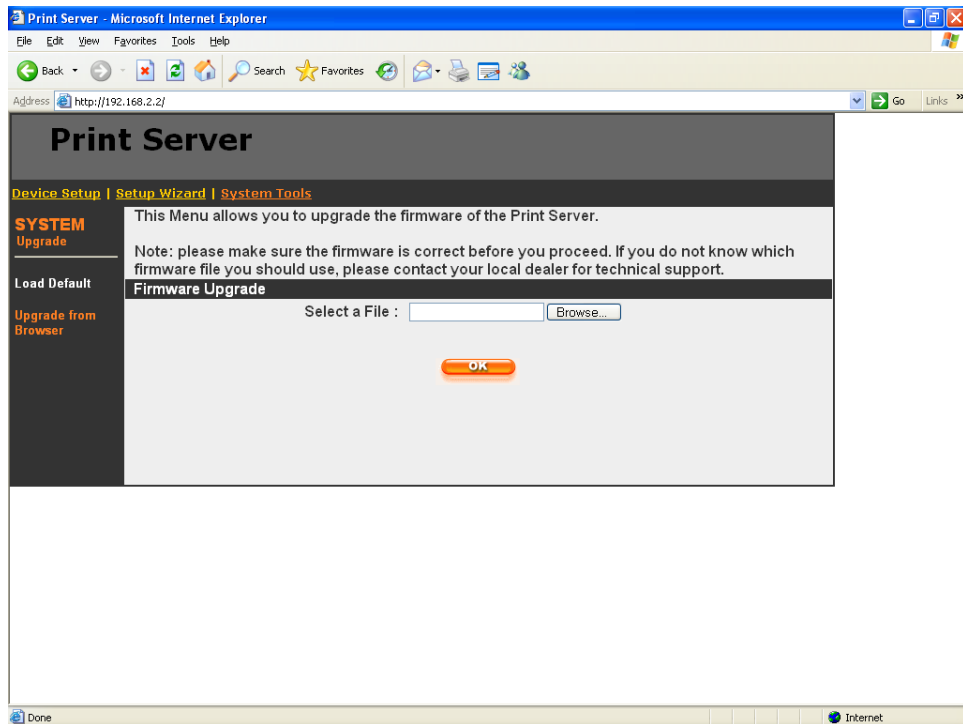 Print Server - Microsoft Internet Explorer
File Edit View Favorites Tools Help
Back Search Favorites
Address http://192.168.2.2/ Go Links »
Print Server
Device Setup | Setup Wizard | System Tools
SYSTEM
Upgrade
Load Default
Upgrade from
Browser
This Menu allows you to upgrade the firmware of the Print Server.
Note: please make sure the firmware is correct before you proceed. If you do not know which
firmware file you should use, please contact your local dealer for technical support.
Firmware Upgrade
Select a File : Browse...
OK
Done Internet